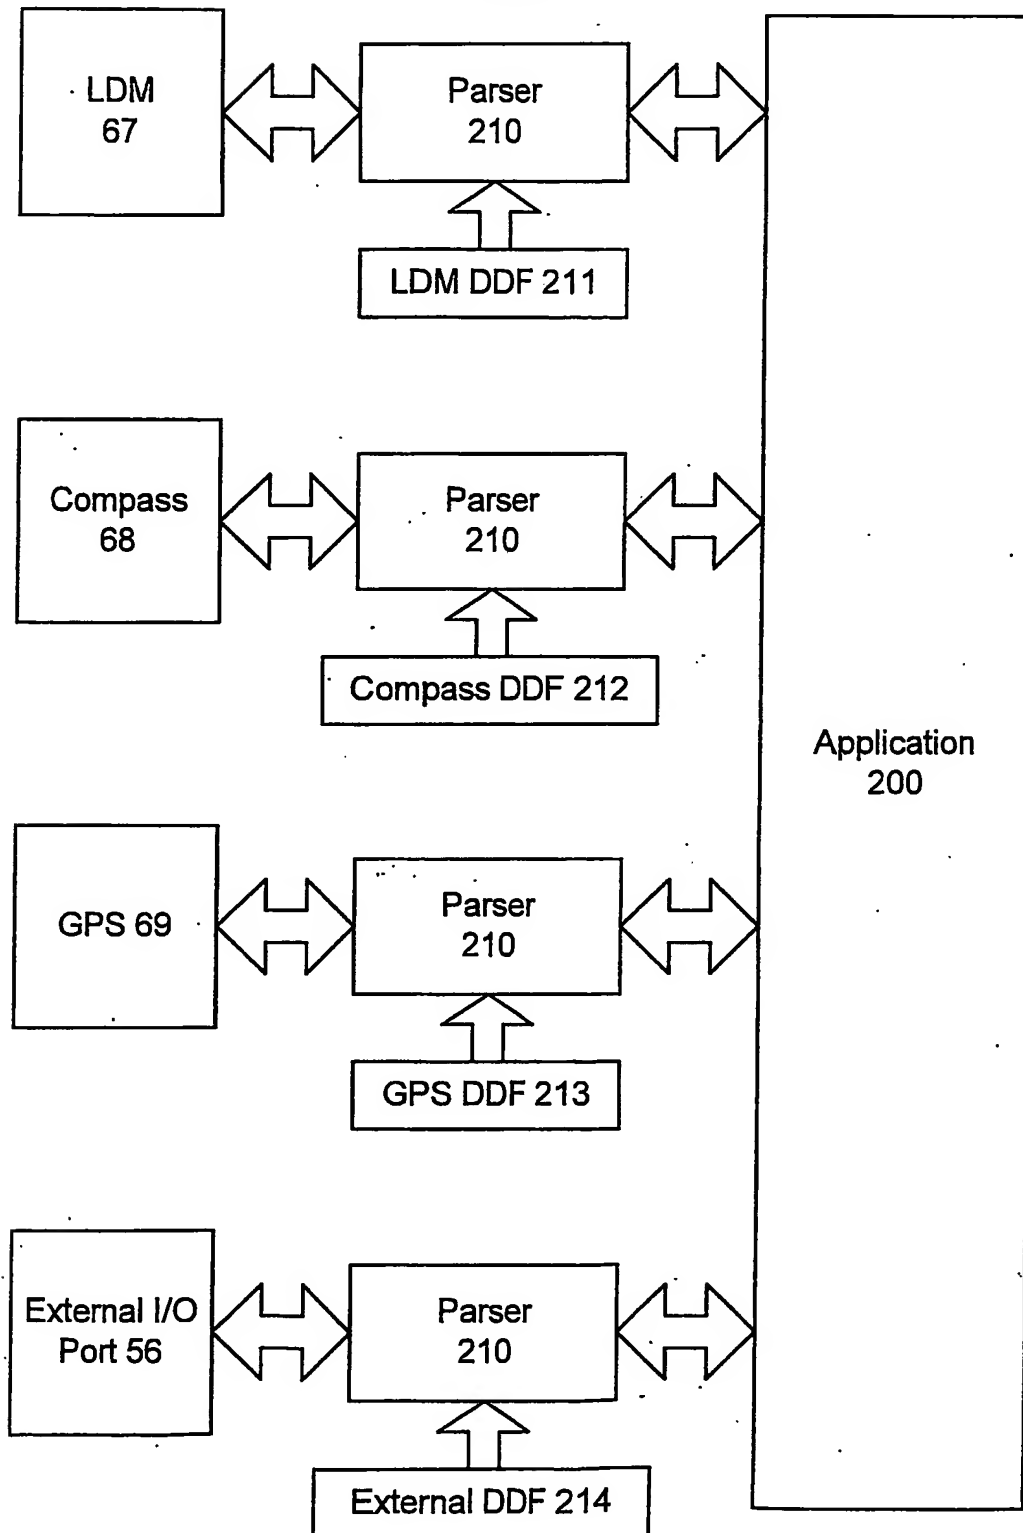 LDM
67
Parser
210
LDM DDF 211
Compass
68
Parser
210
Compass DDF 212
Application
200
GPS 69
Parser
210
GPS DDF 213
External I/O
Port 56
Parser
210
External DDF 214